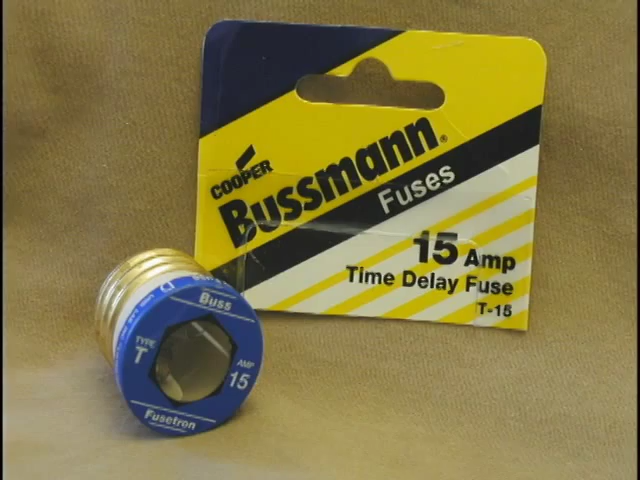 COOPER
Bussmann®
Fuses
15 Amp
Time Delay Fuse
T-15
Buss
TYPE
T
AMP
15
Fusetron